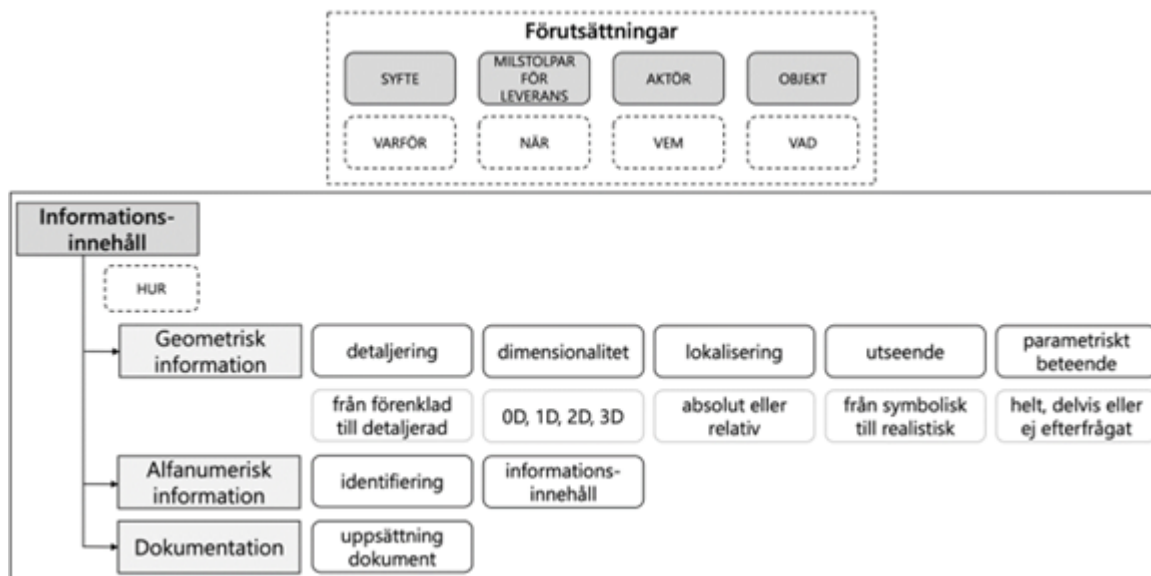 Förutsättningar
SYFTE
MILSTOLPAR
FÖR
LEVERANS
AKTÖR
OBJEKT
VARFÖR
NÄR
VEM
VAD
Informations-
innehåll
HUR
Geometrisk
information
detaljering
dimensionalitet
lokalisering
utseende
parametriskt
beteende
från förenklad
till detaljerad
0D, 1D, 2D, 3D
absolut eller
relativ
från symbolisk
till realistisk
helt, delvis eller
ej efterfrågat
Alfanumerisk
information
identifiering
informations-
innehåll
Dokumentation
uppsättning
dokument